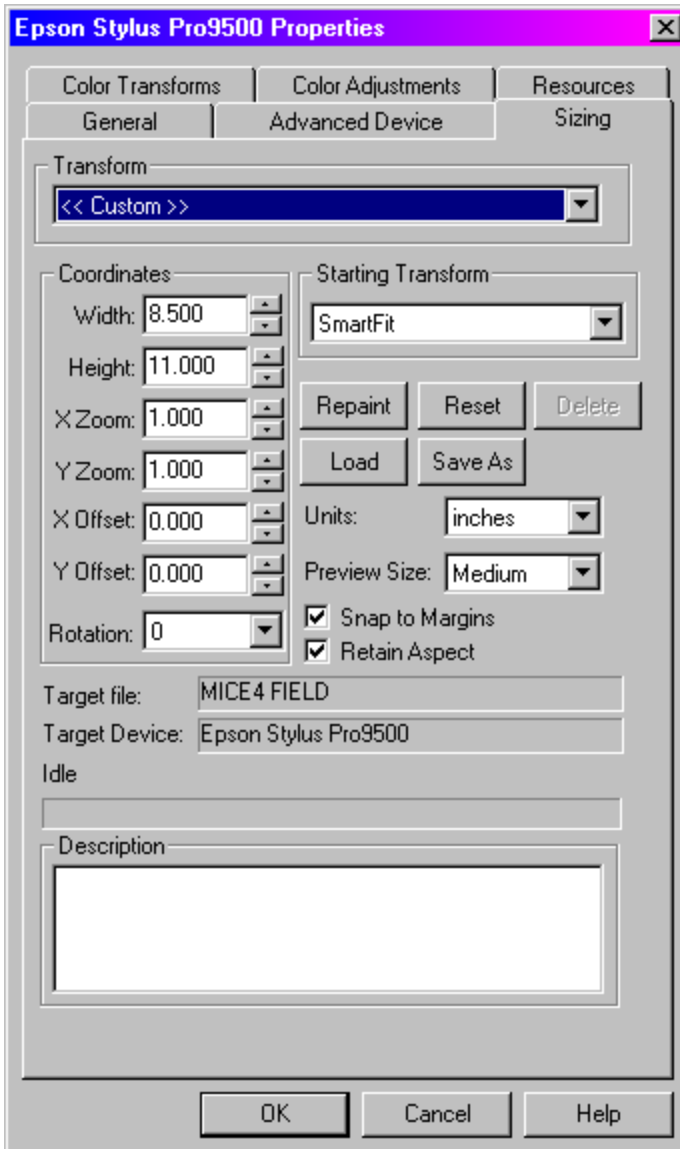 Epson Stylus Pro9500 Properties
Color Transforms Color Adjustments Resources
General Advanced Device Sizing
Transform
<< Custom >>
Coordinates
Width: 8.500
Height: 11.000
X Zoom: 1.000
Y Zoom: 1.000
X Offset: 0.000
Y Offset: 0.000
Rotation: 0
Starting Transform
SmartFit
Repaint Reset Delete
Load Save As
Units: inches
Preview Size: Medium
Snap to Margins
Retain Aspect
Target file: MICE4 FIELD
Target Device: Epson Stylus Pro9500
Idle
Description
OK Cancel Help